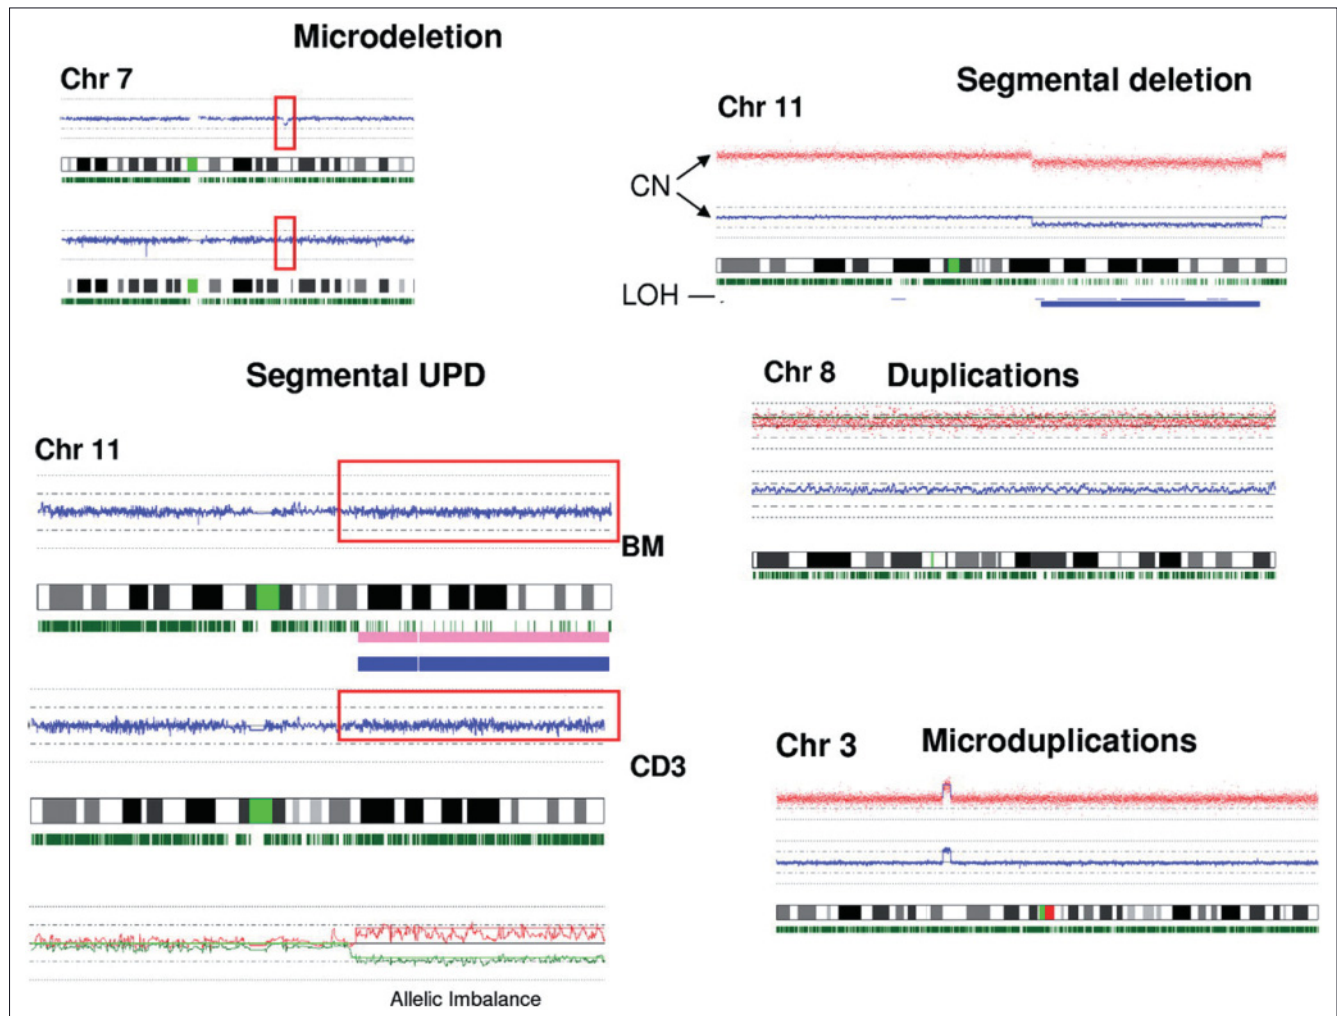 Microdeletion
Chr 7
Segmental deletion
Chr 11
CN
LOH
Segmental UPD
Chr 11
BM
CD3
Allelic Imbalance
Chr 8 Duplications
Chr 3 Microduplications